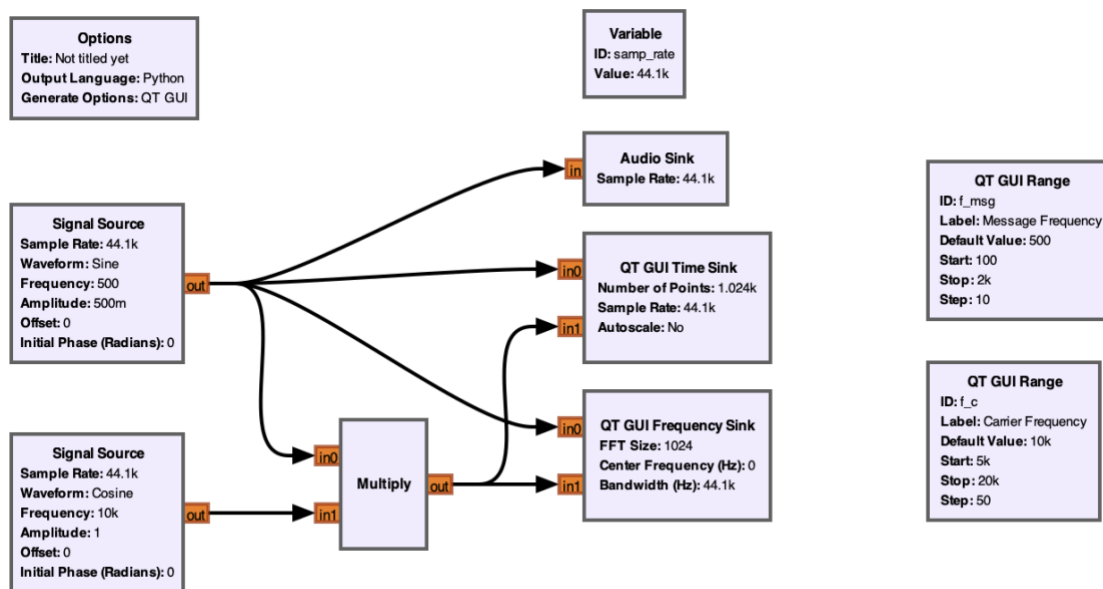 Options
Title: Not titled yet
Output Language: Python
Generate Options: QT GUI
Variable
ID: samp_rate
Value: 44.1k
Audio Sink
Sample Rate: 44.1k
in
Signal Source
Sample Rate: 44.1k
Waveform: Sine
Frequency: 500
Amplitude: 500m
Offset: 0
Initial Phase (Radians): 0
out
QT GUI Time Sink
Number of Points: 1.024k
Sample Rate: 44.1k
Autoscale: No
in0
in1
QT GUI Range
ID: f_msg
Label: Message Frequency
Default Value: 500
Start: 100
Stop: 2k
Step: 10
QT GUI Frequency Sink
FFT Size: 1024
Center Frequency (Hz): 0
Bandwidth (Hz): 44.1k
in0
in1
QT GUI Range
ID: f_c
Label: Carrier Frequency
Default Value: 10k
Start: 5k
Stop: 20k
Step: 50
Signal Source
Sample Rate: 44.1k
Waveform: Cosine
Frequency: 10k
Amplitude: 1
Offset: 0
Initial Phase (Radians): 0
out
in0
in1
Multiply
out